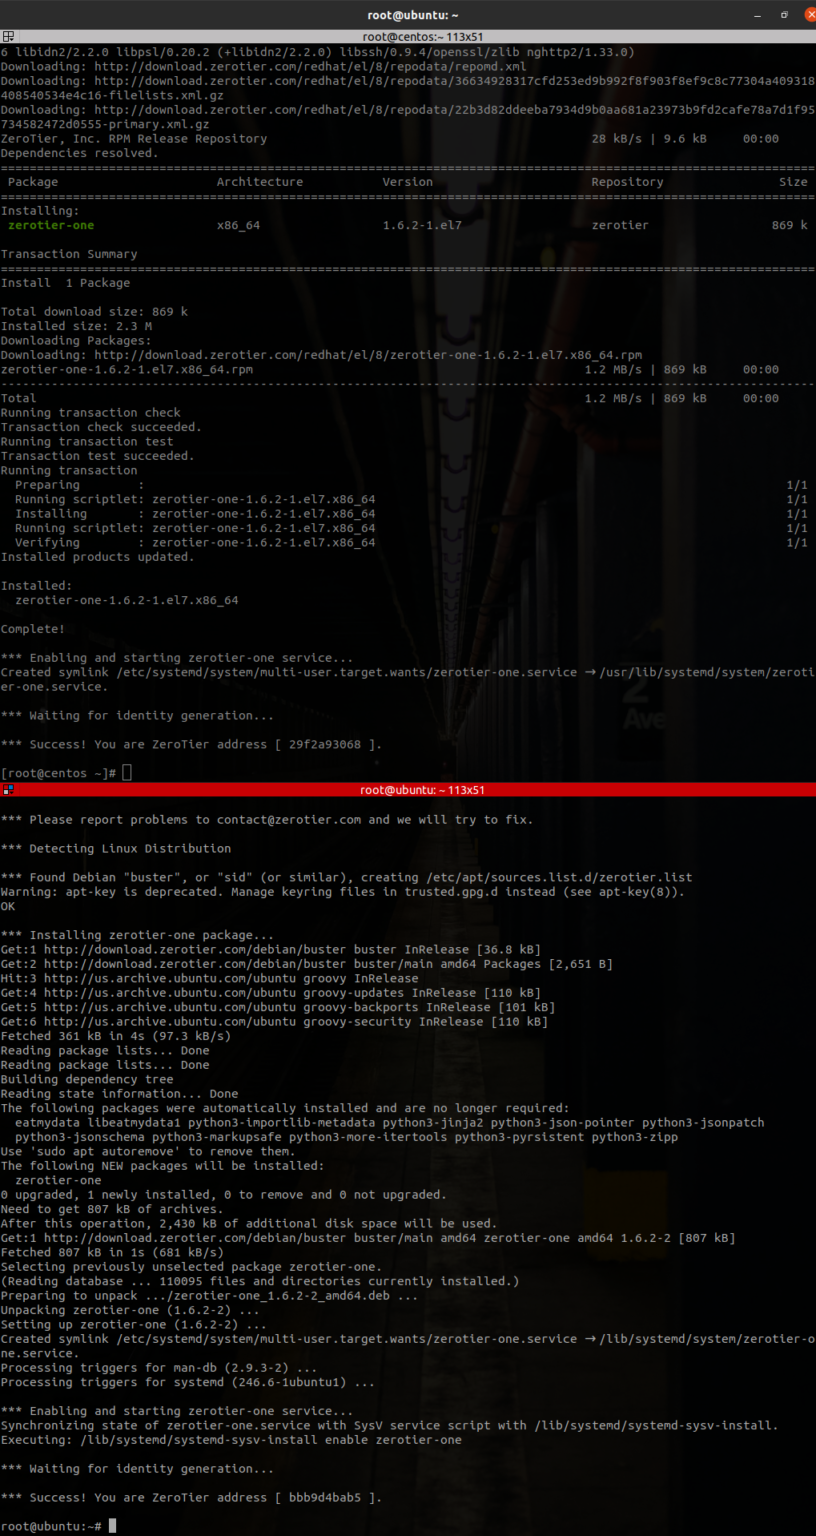 root@ubuntu: ~
root@centos:~ 113x51
6 libidn2/2.2.0 libpsl/0.20.2 (+libidn2/2.2.0) libssh/0.9.4/openssl/zlib nghttp2/1.33.0)
Downloading: http://download.zerotier.com/redhat/el/8/repodata/repomd.xml
Downloading: http://download.zerotier.com/redhat/el/8/repodata/36634928317cfd253ed9b992f8f903f8ef9c8c77304a409318
408540534e4c16-filelists.xml.gz
Downloading: http://download.zerotier.com/redhat/el/8/repodata/22b3d82ddeeba7934d9b0aa681a23973b9fd2cafe78a7d1f95
734582472d0555-primary.xml.gz
ZeroTier, Inc. RPM Release Repository 28 kB/s | 9.6 kB 00:00
Dependencies resolved.
=================================================================================================================
Package Architecture Version Repository Size
=================================================================================================================
Installing:
zerotier-one x86_64 1.6.2-1.el7 zerotier 869 k
Transaction Summary
=================================================================================================================
Install 1 Package
Total download size: 869 k
Installed size: 2.3 M
Downloading Packages:
Downloading: http://download.zerotier.com/redhat/el/8/zerotier-one-1.6.2-1.el7.x86_64.rpm
zerotier-one-1.6.2-1.el7.x86_64.rpm 1.2 MB/s | 869 kB 00:00
-----------------------------------------------------------------------------------------------------------------
Total 1.2 MB/s | 869 kB 00:00
Running transaction check
Transaction check succeeded.
Running transaction test
Transaction test succeeded.
Running transaction
Preparing : 1/1
Running scriptlet: zerotier-one-1.6.2-1.el7.x86_64 1/1
Installing : zerotier-one-1.6.2-1.el7.x86_64 1/1
Running scriptlet: zerotier-one-1.6.2-1.el7.x86_64 1/1
Verifying : zerotier-one-1.6.2-1.el7.x86_64 1/1
Installed products updated.
Installed:
zerotier-one-1.6.2-1.el7.x86_64
Complete!
*** Enabling and starting zerotier-one service...
Created symlink /etc/systemd/system/multi-user.target.wants/zerotier-one.service → /usr/lib/systemd/system/zeroti
er-one.service.
2
Ave
*** Waiting for identity generation...
*** Success! You are ZeroTier address [ 29f2a93068 ].
[root@centos ~]#
root@ubuntu: ~ 113x51
*** Please report problems to contact@zerotier.com and we will try to fix.
*** Detecting Linux Distribution
*** Found Debian "buster", or "sid" (or similar), creating /etc/apt/sources.list.d/zerotier.list
Warning: apt-key is deprecated. Manage keyring files in trusted.gpg.d instead (see apt-key(8)).
OK
*** Installing zerotier-one package...
Get:1 http://download.zerotier.com/debian/buster buster InRelease [36.8 kB]
Get:2 http://download.zerotier.com/debian/buster buster/main amd64 Packages [2,651 B]
Hit:3 http://us.archive.ubuntu.com/ubuntu groovy InRelease
Get:4 http://us.archive.ubuntu.com/ubuntu groovy-updates InRelease [110 kB]
Get:5 http://us.archive.ubuntu.com/ubuntu groovy-backports InRelease [101 kB]
Get:6 http://us.archive.ubuntu.com/ubuntu groovy-security InRelease [110 kB]
Fetched 361 kB in 4s (97.3 kB/s)
Reading package lists... Done
Reading package lists... Done
Building dependency tree
Reading state information... Done
The following packages were automatically installed and are no longer required:
eatmydata libeatmydata1 python3-importlib-metadata python3-jinja2 python3-json-pointer python3-jsonpatch
python3-jsonschema python3-markupsafe python3-more-itertools python3-pyrsistent python3-zipp
Use 'sudo apt autoremove' to remove them.
The following NEW packages will be installed:
zerotier-one
0 upgraded, 1 newly installed, 0 to remove and 0 not upgraded.
Need to get 807 kB of archives.
After this operation, 2,430 kB of additional disk space will be used.
Get:1 http://download.zerotier.com/debian/buster buster/main amd64 zerotier-one amd64 1.6.2-2 [807 kB]
Fetched 807 kB in 1s (681 kB/s)
Selecting previously unselected package zerotier-one.
(Reading database ... 110095 files and directories currently installed.)
Preparing to unpack .../zerotier-one_1.6.2-2_amd64.deb ...
Unpacking zerotier-one (1.6.2-2) ...
Setting up zerotier-one (1.6.2-2) ...
Created symlink /etc/systemd/system/multi-user.target.wants/zerotier-one.service → /lib/systemd/system/zerotier-o
ne.service.
Processing triggers for man-db (2.9.3-2) ...
Processing triggers for systemd (246.6-1ubuntu1) ...
*** Enabling and starting zerotier-one service...
Synchronizing state of zerotier-one.service with SysV service script with /lib/systemd/systemd-sysv-install.
Executing: /lib/systemd/systemd-sysv-install enable zerotier-one
*** Waiting for identity generation...
*** Success! You are ZeroTier address [ bbb9d4bab5 ].
root@ubuntu:~#